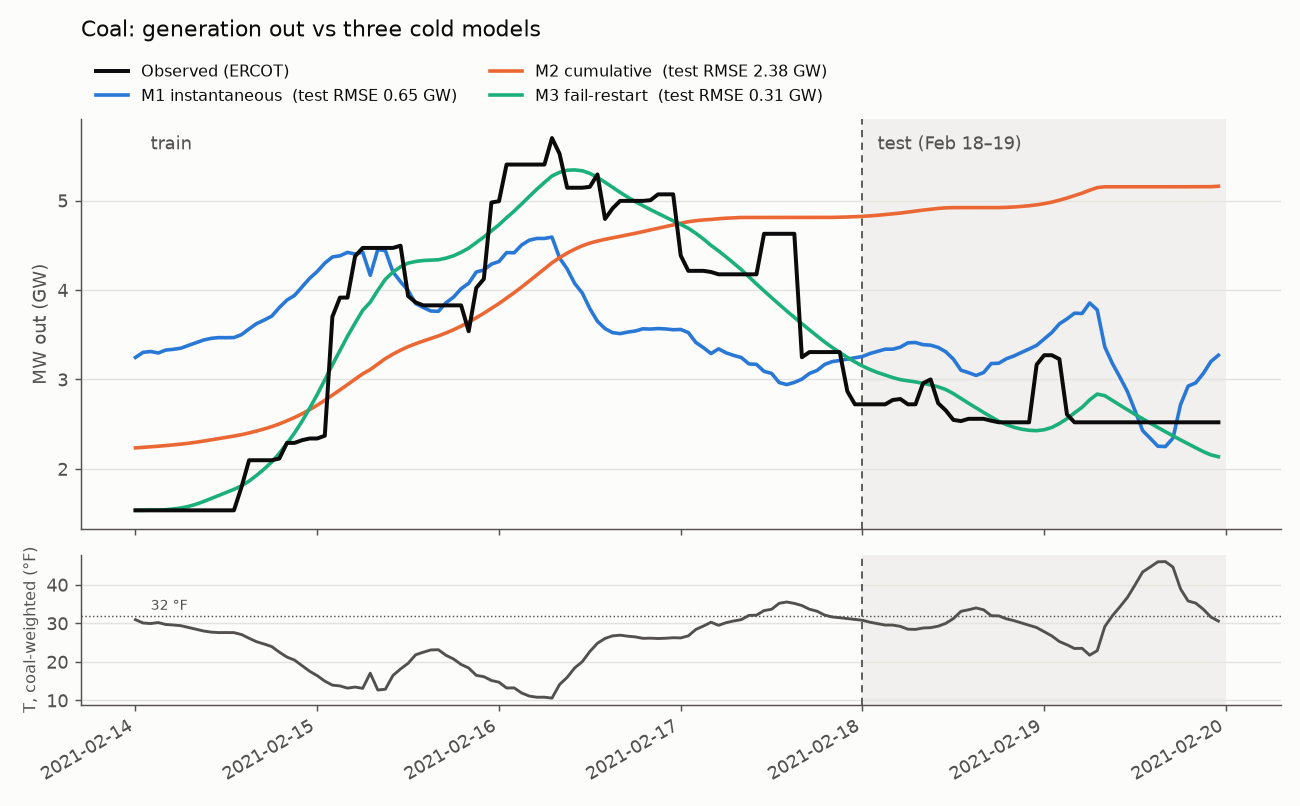 Coal: generation out vs three cold models
Observed (ERCOT)
M1 instantaneous  (test RMSE 0.65 GW)
M2 cumulative  (test RMSE 2.38 GW)
M3 fail-restart  (test RMSE 0.31 GW)
train
test (Feb 18–19)
MW out (GW)
5
4
3
2
T, coal-weighted (°F)
40
30
20
10
32 °F
2021-02-14
2021-02-15
2021-02-16
2021-02-17
2021-02-18
2021-02-19
2021-02-20